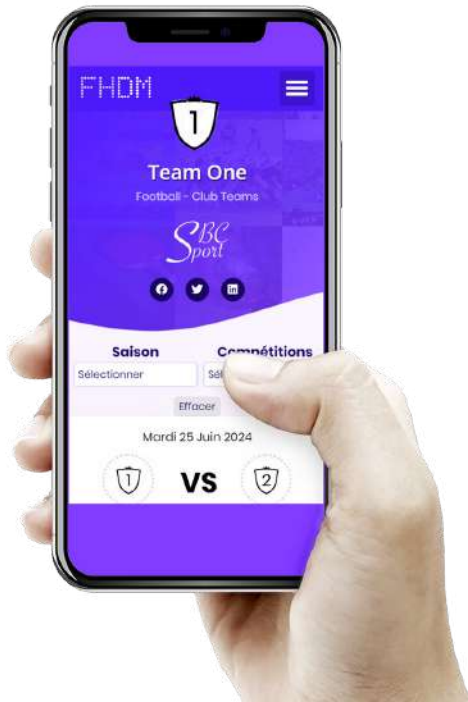 FHDM
1
Team One
Football - Club Teams
SBC
Sport
Saison
Compétitions
Sélectionner
Effacer
Mardi 25 Juin 2024
1 VS 2